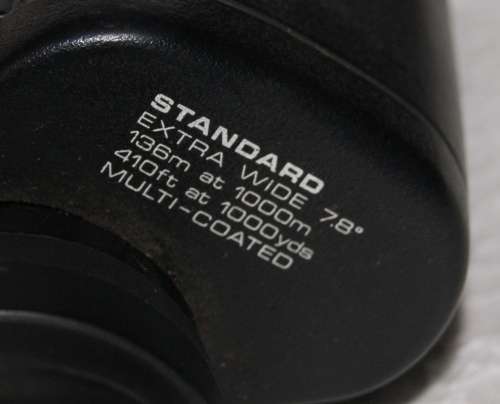 STANDARD
EXTRA WIDE 7.8°
136m at 1000m
410ft at 1000yds
MULTI-COATED